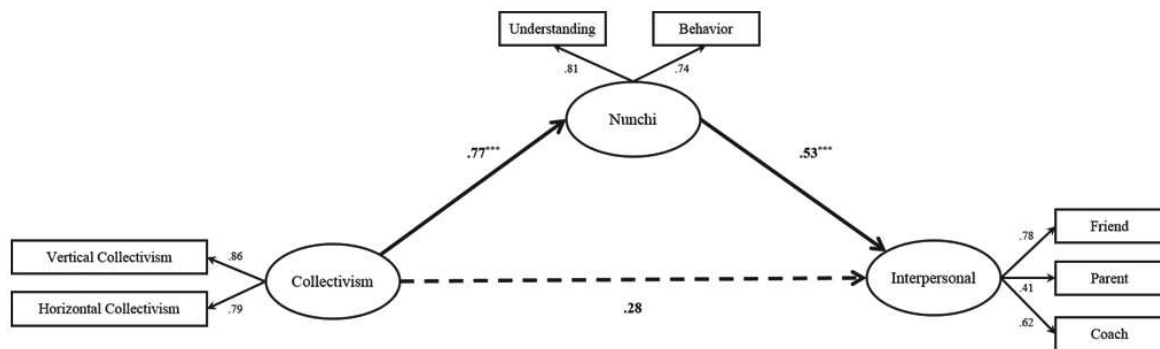 Understanding
Behavior
.81
.74
Nunchi
.77***
.53***
Vertical Collectivism
.86
Horizontal Collectivism
.79
Collectivism
.28
Interpersonal
.78
Friend
.41
Parent
.62
Coach